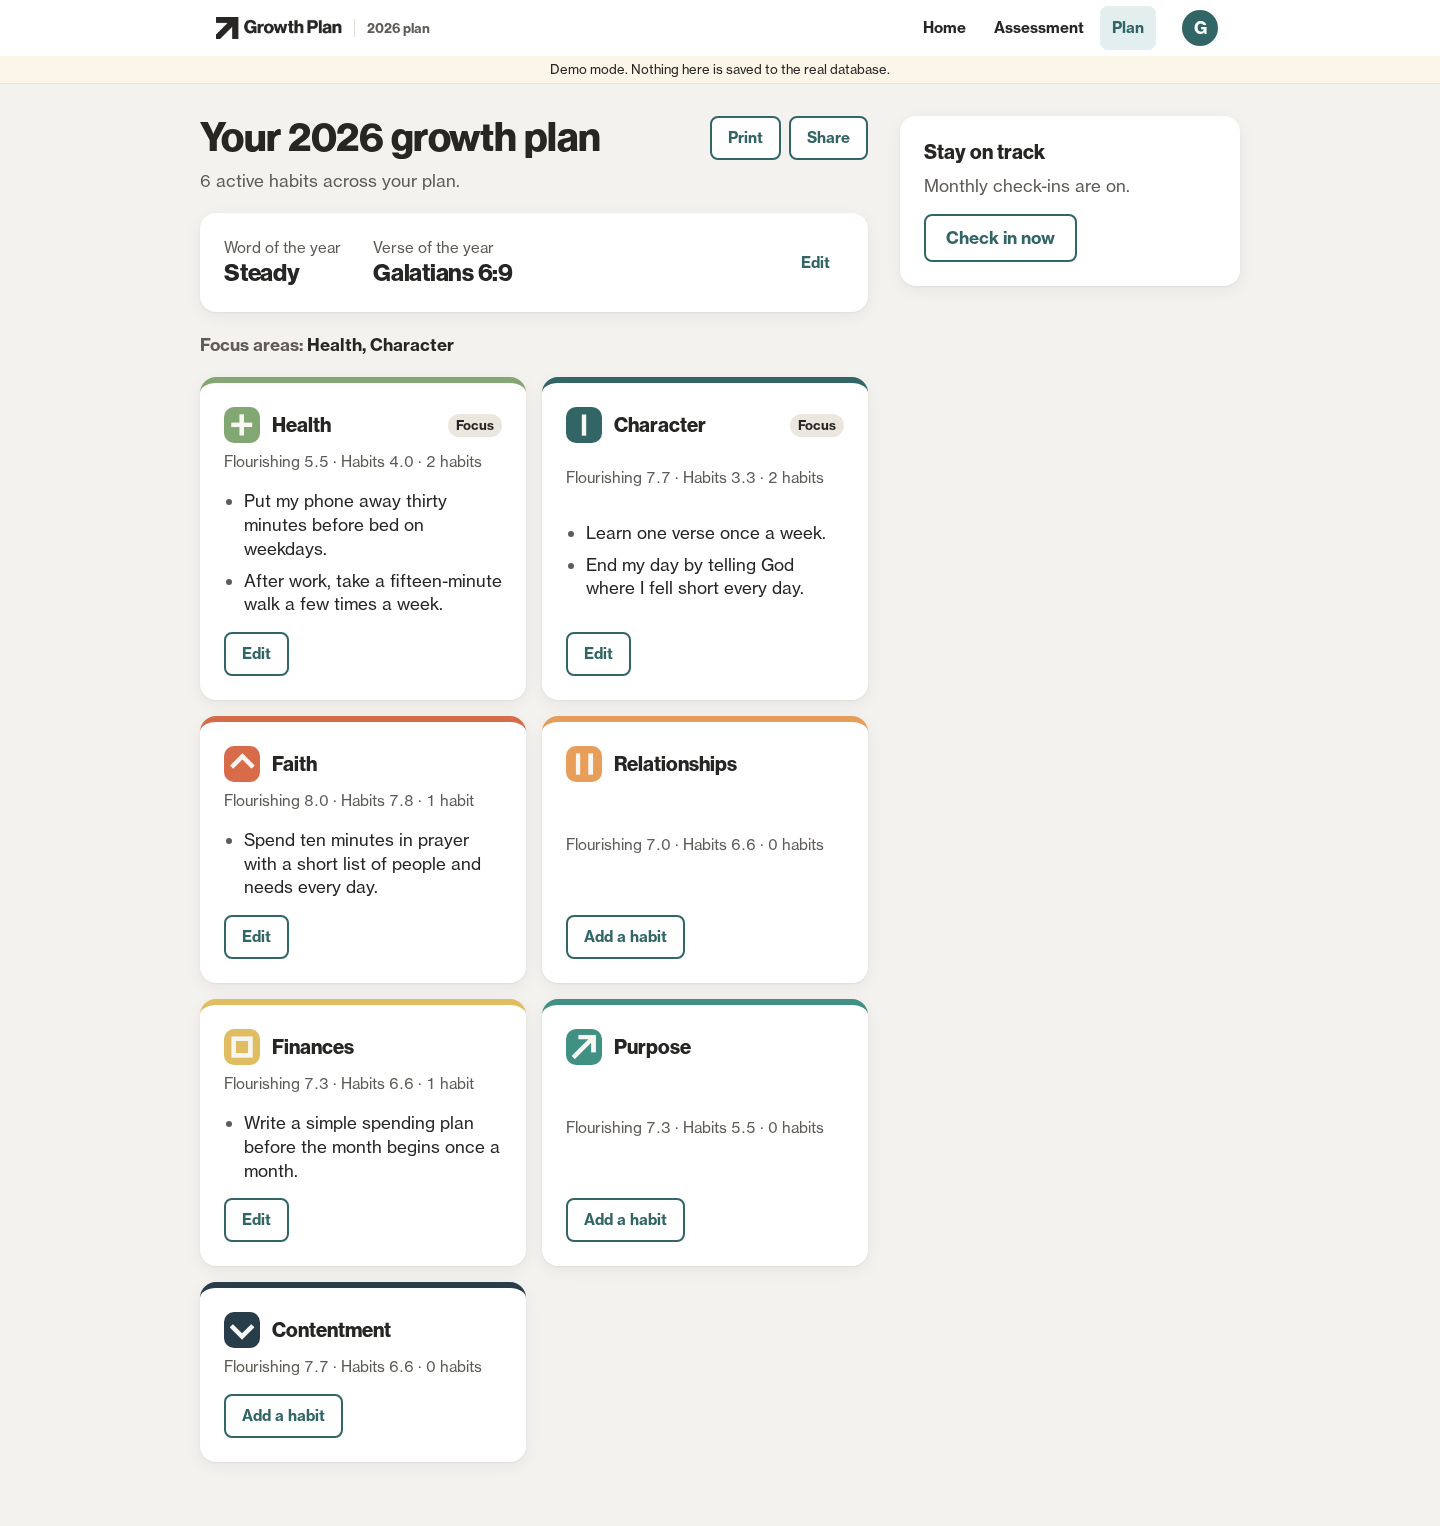 Growth Plan
2026 plan
Home
Assessment
Plan
G
Demo mode. Nothing here is saved to the real database.
Your 2026 growth plan
Print
Share
6 active habits across your plan.
Word of the year
Steady
Verse of the year
Galatians 6:9
Edit
Stay on track
Monthly check-ins are on.
Check in now
Focus areas: Health, Character
Health
Focus
Flourishing 5.5 · Habits 4.0 · 2 habits
• Put my phone away thirty
minutes before bed on
weekdays.
• After work, take a fifteen-minute
walk a few times a week.
Edit
Character
Focus
Flourishing 7.7 · Habits 3.3 · 2 habits
• Learn one verse once a week.
• End my day by telling God
where I fell short every day.
Edit
Faith
Flourishing 8.0 · Habits 7.8 · 1 habit
• Spend ten minutes in prayer
with a short list of people and
needs every day.
Edit
Relationships
Flourishing 7.0 · Habits 6.6 · 0 habits
Add a habit
Finances
Flourishing 7.3 · Habits 6.6 · 1 habit
• Write a simple spending plan
before the month begins once a
month.
Edit
Purpose
Flourishing 7.3 · Habits 5.5 · 0 habits
Add a habit
Contentment
Flourishing 7.7 · Habits 6.6 · 0 habits
Add a habit